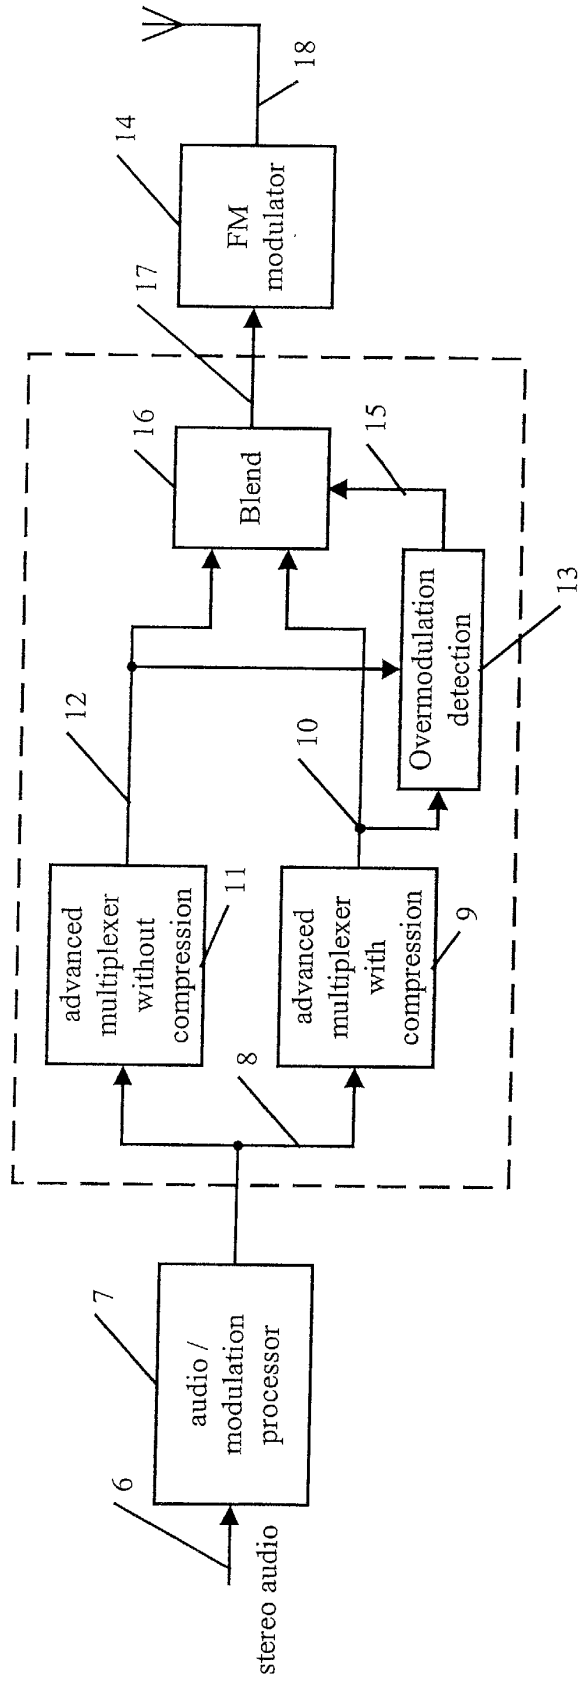 6
stereo audio
7
audio /
modulation
processor
8
11
advanced
multiplexer
without
compression
9
advanced
multiplexer
with
compression
12
10
13
Overmodulation
detection
15
16
Blend
17
14
FM
modulator
18